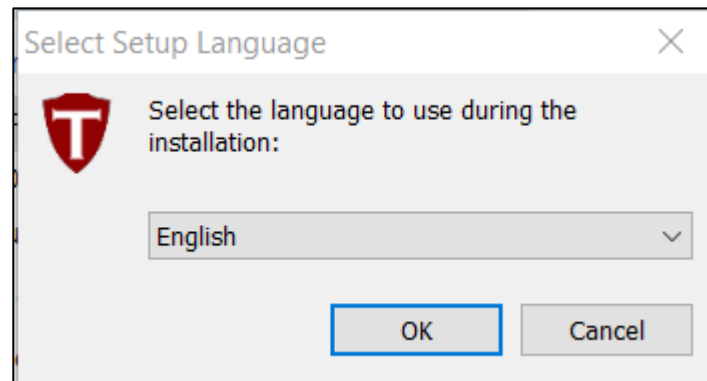 Select Setup Language
T
Select the language to use during the
installation:
English
OK
Cancel